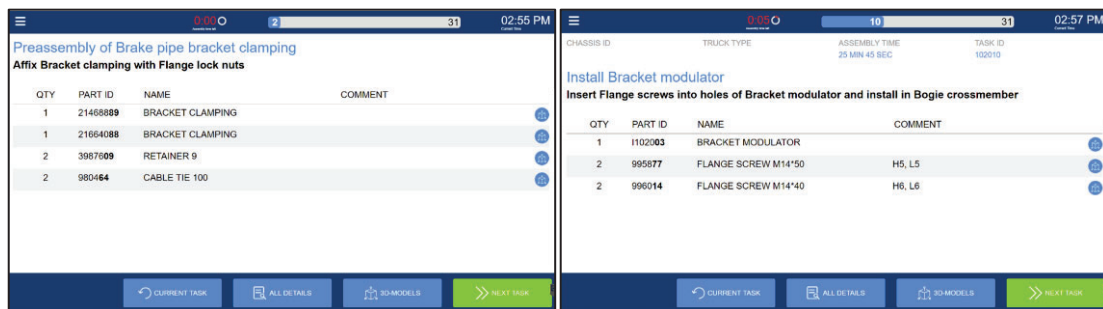 0:00
2
31
02:55 PM
Current Time
Preassembly of Brake pipe bracket clamping
Affix Bracket clamping with Flange lock nuts
QTY PART ID NAME COMMENT
1 21468889 BRACKET CLAMPING
1 21664088 BRACKET CLAMPING
2 3987609 RETAINER 9
2 980464 CABLE TIE 100
CURRENT TASK
ALL DETAILS
3D-MODELS
NEXT TASK
0:05
10
31
02:57 PM
Current Time
CHASSIS ID TRUCK TYPE ASSEMBLY TIME TASK ID
25 MIN 45 SEC 102010
Install Bracket modulator
Insert Flange screws into holes of Bracket modulator and install in Bogie crossmember
QTY PART ID NAME COMMENT
1 I102003 BRACKET MODULATOR
2 995877 FLANGE SCREW M14*50 H5, L5
2 996014 FLANGE SCREW M14*40 H6, L6
CURRENT TASK
ALL DETAILS
3D-MODELS
NEXT TASK